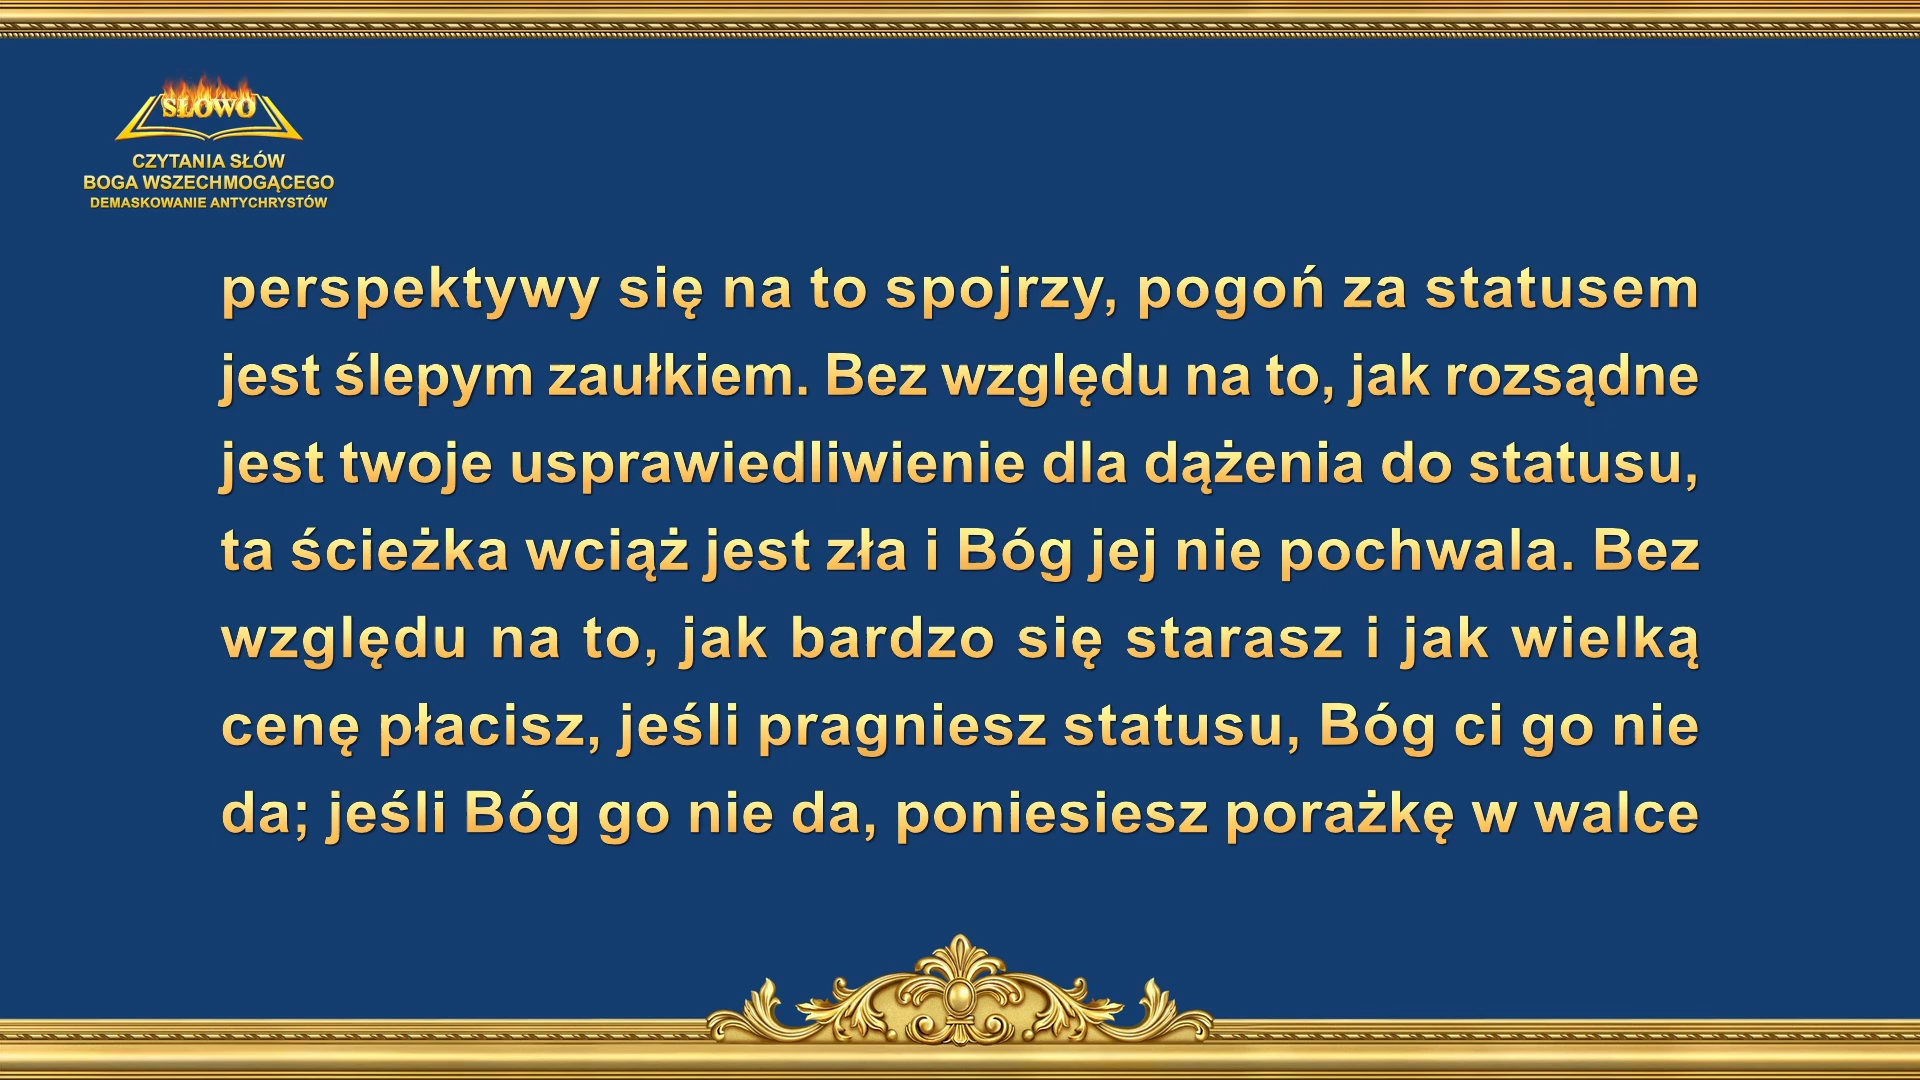 SŁOWO
CZYTANIA SŁÓW
BOGA WSZECHMOGĄCEGO
DEMASKOWANIE ANTYCHRYSTÓW
perspektywy się na to spojrzy, pogoń za statusem
jest ślepym zaułkiem. Bez względu na to, jak rozsądne
jest twoje usprawiedliwienie dla dążenia do statusu,
ta ścieżka wciąż jest zła i Bóg jej nie pochwala. Bez
względu na to, jak bardzo się starasz i jak wielką
cenę płacisz, jeśli pragniesz statusu, Bóg ci go nie
da; jeśli Bóg go nie da, poniesiesz porażkę w walce